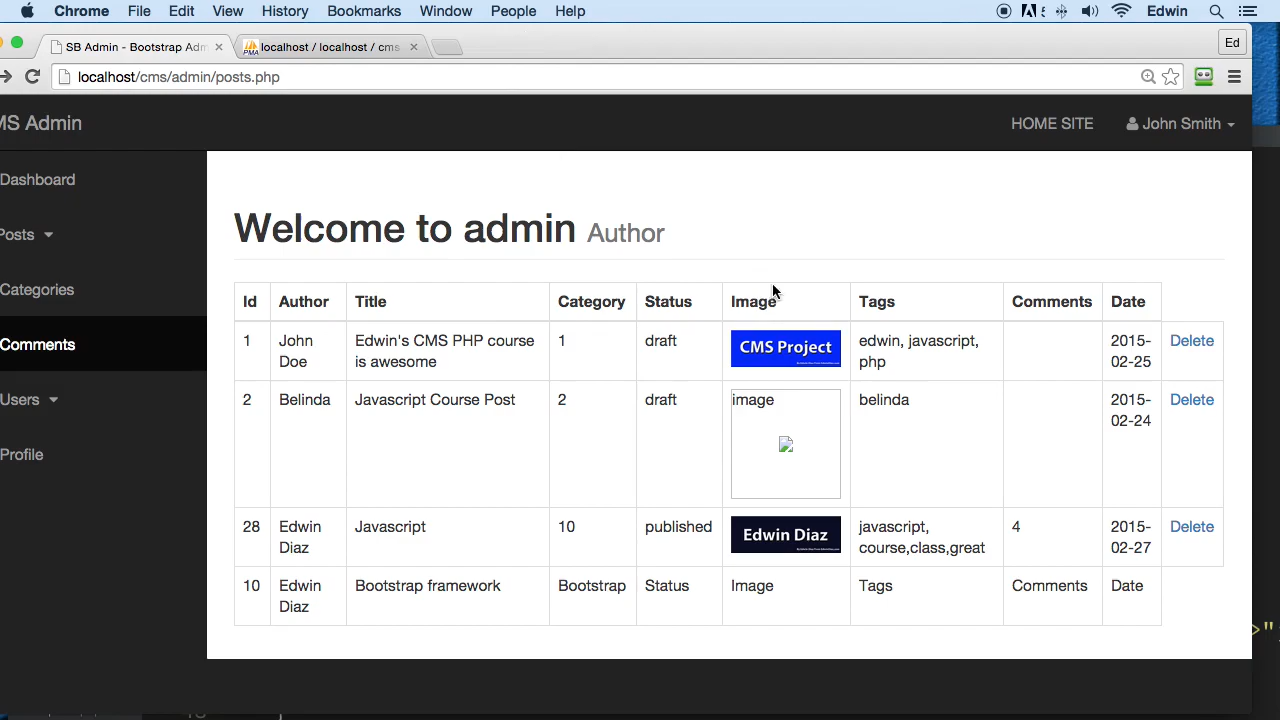 Chrome File Edit View History Bookmarks Window People Help Edwin
SB Admin - Bootstrap Adm localhost / localhost / cms Ed
localhost/cms/admin/posts.php
MS Admin HOME SITE John Smith
Dashboard
Posts
Categories
Comments
Users
Profile
Welcome to admin Author
Id Author Title Category Status Image Tags Comments Date
1 John Edwin's CMS PHP course 1 draft CMS Project edwin, javascript, 2015- Delete
Doe is awesome php 02-25
2 Belinda Javascript Course Post 2 draft image belinda 2015- Delete
02-24
28 Edwin Javascript 10 published Edwin Diaz javascript, 4 2015- Delete
Diaz course,class,great 02-27
10 Edwin Bootstrap framework Bootstrap Status Image Tags Comments Date
Diaz
>"